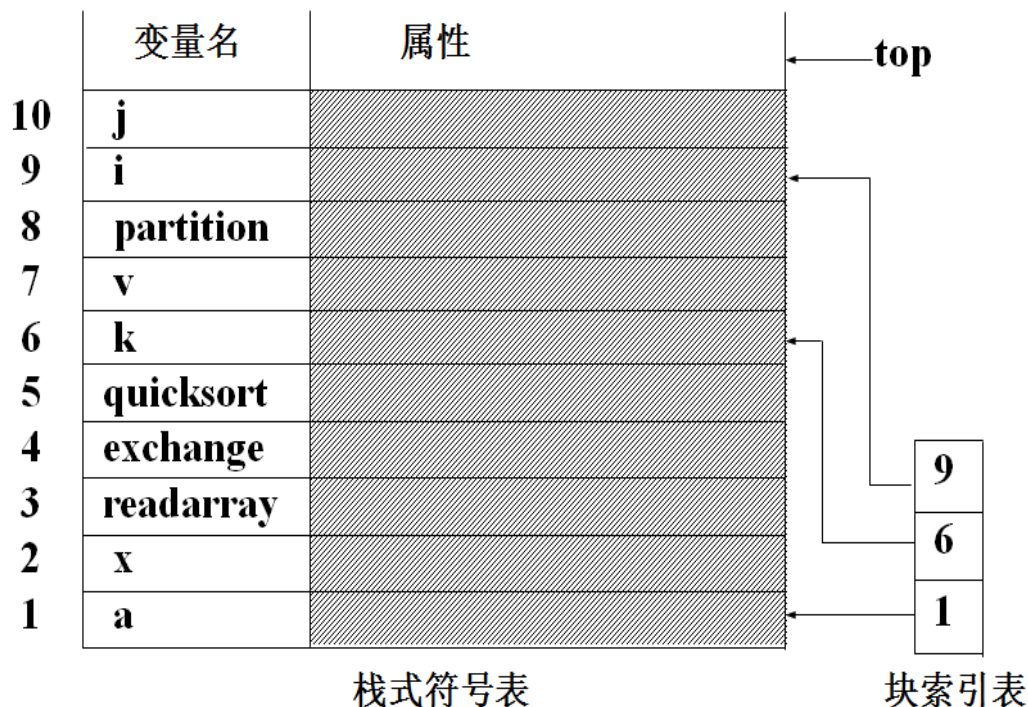 变量名 属性
top
10 j
9 i
8 partition
7 v
6 k
5 quicksort
4 exchange
3 readarray
2 x
1 a
9
6
1
栈式符号表 块索引表